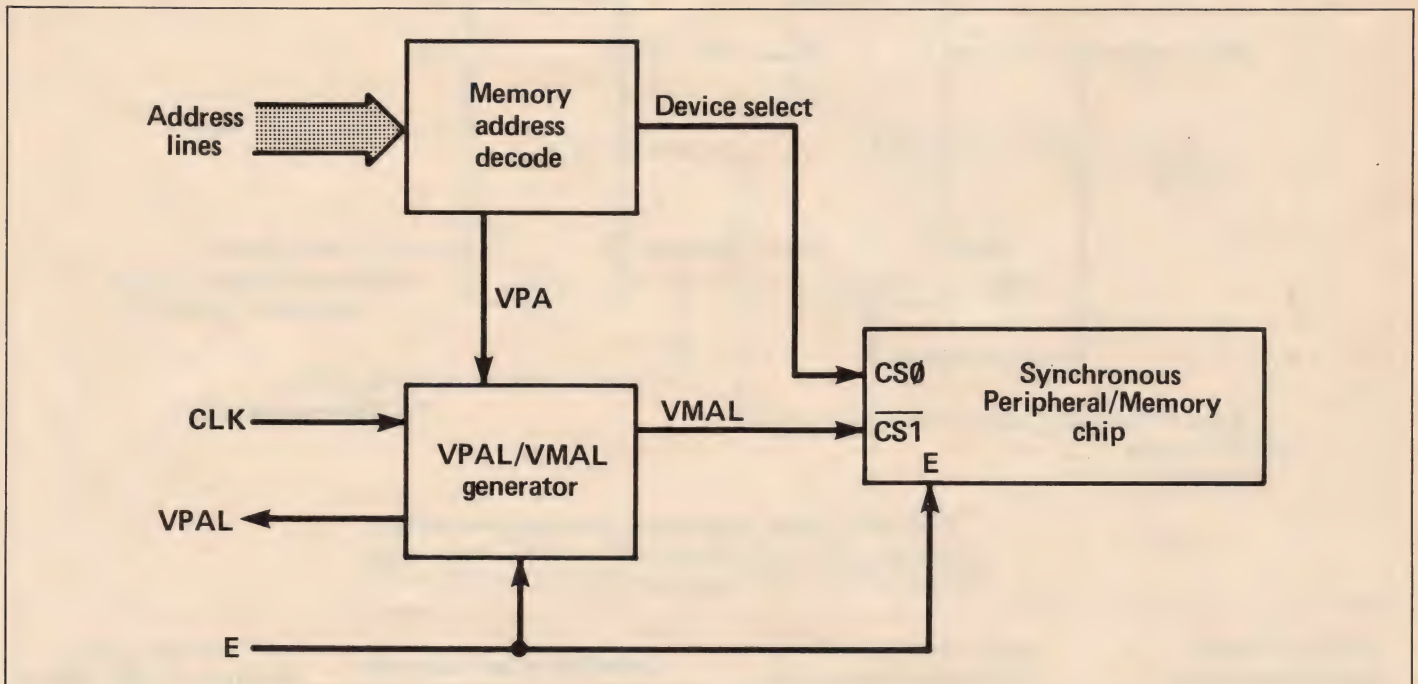 Address
lines
Memory
address
decode
Device select
VPA
CLK
VPAL
VPAL/VMAL
generator
VMAL
CSØ
CS1
E
Synchronous
Peripheral/Memory
chip
E